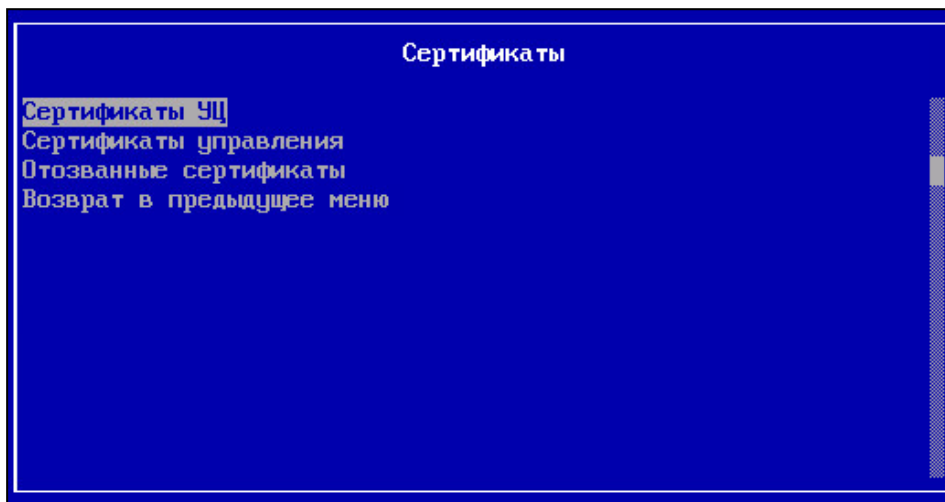 Сертификаты
Сертификаты УЦ
Сертификаты управления
Отозванные сертификаты
Возврат в предыдущее меню